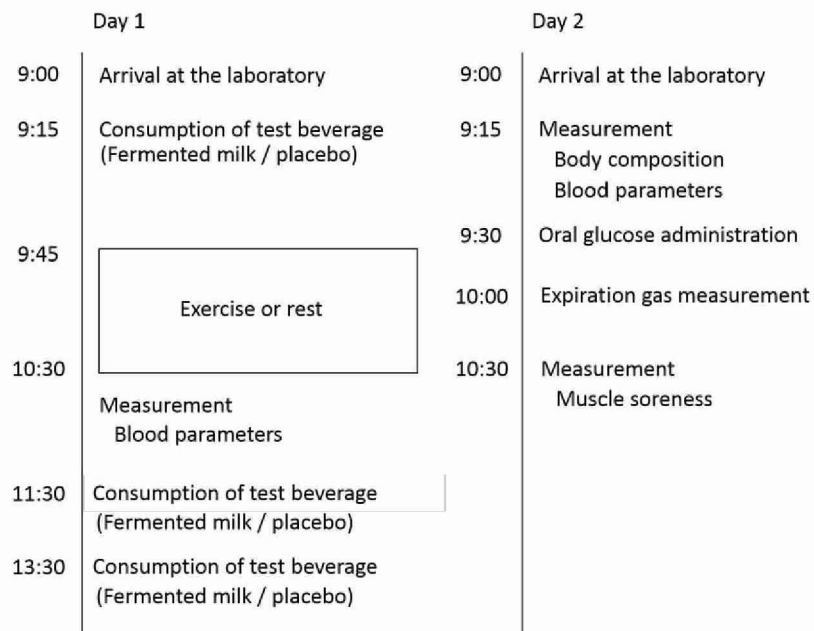 Day 1
9:00 Arrival at the laboratory
9:15 Consumption of test beverage
(Fermented milk / placebo)
9:45
Exercise or rest
10:30
Measurement
Blood parameters
11:30 Consumption of test beverage
(Fermented milk / placebo)
13:30 Consumption of test beverage
(Fermented milk / placebo)
Day 2
9:00 Arrival at the laboratory
9:15 Measurement
Body composition
Blood parameters
9:30 Oral glucose administration
10:00 Expiration gas measurement
10:30 Measurement
Muscle soreness